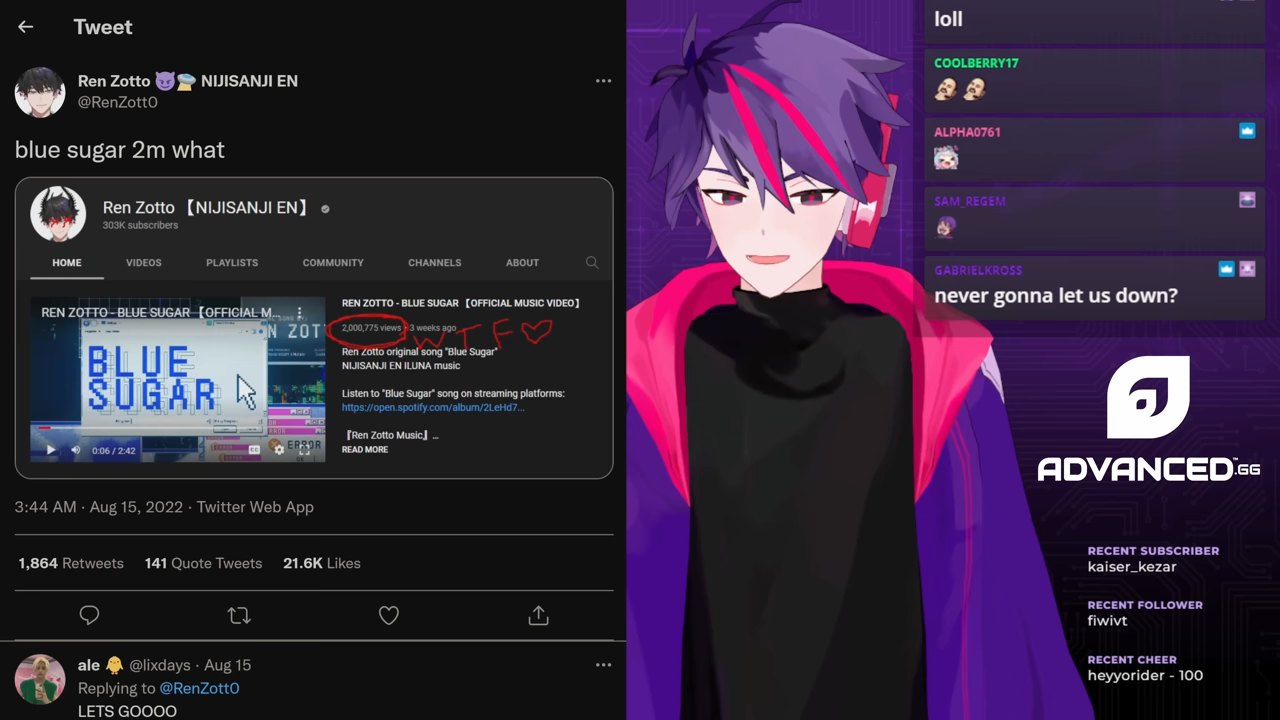 Tweet
Ren Zotto 😈 NIJISANJI EN
@RenZott0
blue sugar 2m what
Ren Zotto 【NIJISANJI EN】
303K subscribers
HOME VIDEOS PLAYLISTS COMMUNITY CHANNELS ABOUT
REN ZOTTO - BLUE SUGAR 【OFFICIAL M...
BLUE
SUGAR
ERROR
0:06 / 2:42
REN ZOTTO - BLUE SUGAR 【OFFICIAL MUSIC VIDEO】
2,000,775 views · 3 weeks ago
WTF♡
Ren Zotto original song "Blue Sugar"
NIJISANJI EN ILUNA music
Listen to "Blue Sugar" song on streaming platforms:
https://open.spotify.com/album/2LeHd7...
『Ren Zotto Music』...
READ MORE
3:44 AM · Aug 15, 2022 · Twitter Web App
1,864 Retweets 141 Quote Tweets 21.6K Likes
ale 🐥 @lixdays · Aug 15
Replying to @RenZott0
LETS GOOOO
loll
COOLBERRY17
ALPHA0761
SAM_REGEM
GABRIELKROSS
never gonna let us down?
ADVANCED™.GG
RECENT SUBSCRIBER
kaiser_kezar
RECENT FOLLOWER
fiwivt
RECENT CHEER
heyyorider - 100